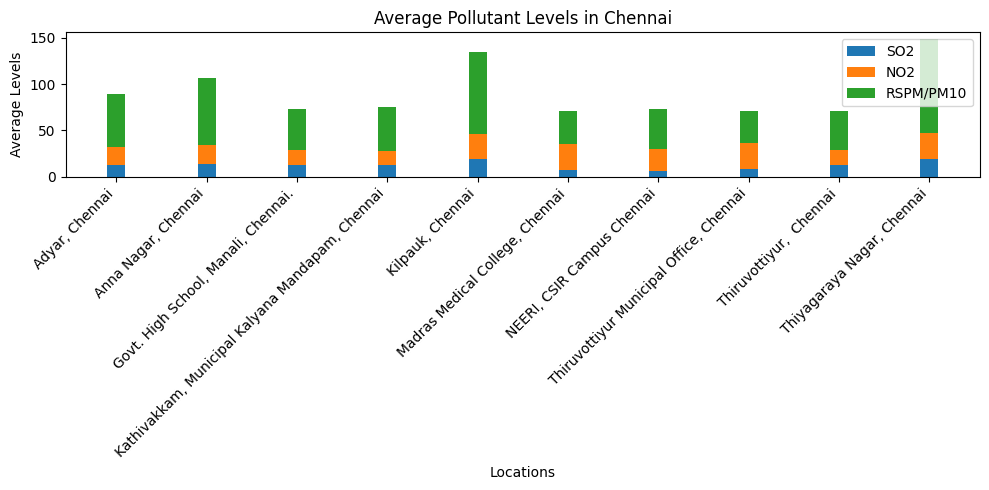 Average Pollutant Levels in Chennai
Average Levels
150
100
50
0
SO2
NO2
RSPM/PM10
Adyar, Chennai
Anna Nagar, Chennai
Govt. High School, Manali, Chennai.
Kathivakkam, Municipal Kalyana Mandapam, Chennai
Kilpauk, Chennai
Madras Medical College, Chennai
NEERI, CSIR Campus Chennai
Thiruvottiyur Municipal Office, Chennai
Thiruvottiyur,  Chennai
Thiyagaraya Nagar, Chennai
Locations